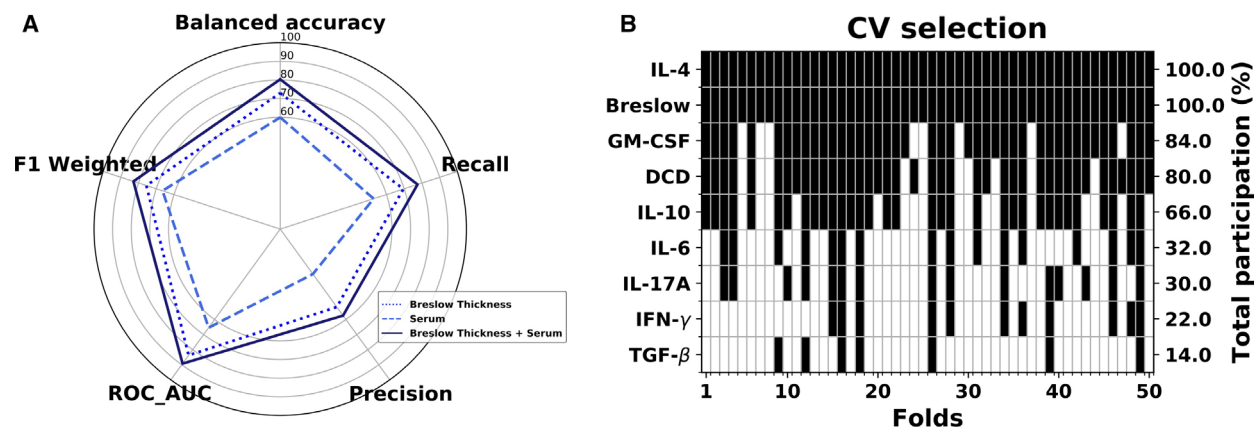 A
Balanced accuracy
100
90
80
70
60
F1 Weighted
Recall
ROC_AUC
Precision
Breslow Thickness
Serum
Breslow Thickness + Serum
B
CV selection
IL-4 100.0
Breslow 100.0
GM-CSF 84.0
DCD 80.0
IL-10 66.0
IL-6 32.0
IL-17A 30.0
IFN-γ 22.0
TGF-β 14.0
Total participation (%)
1 10 20 30 40 50
Folds